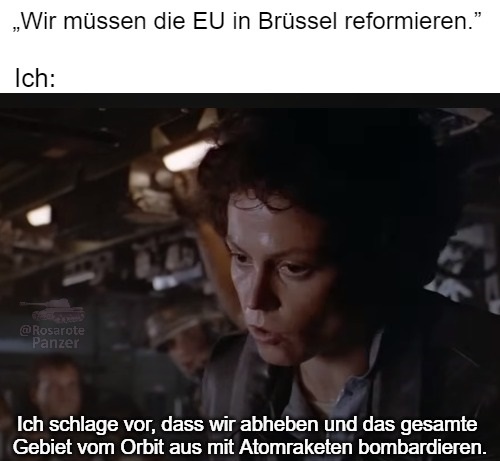 „Wir müssen die EU in Brüssel reformieren.”
Ich:
@Rosarote
Panzer
Ich schlage vor, dass wir abheben und das gesamte
Gebiet vom Orbit aus mit Atomraketen bombardieren.